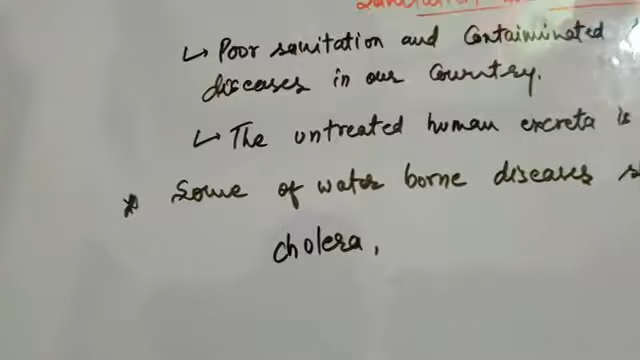 ↳ Poor sanitation and Contaiminated
diseases in our Country.
↳ The untreated human excreta is
* Some of water borne diseases
cholera,